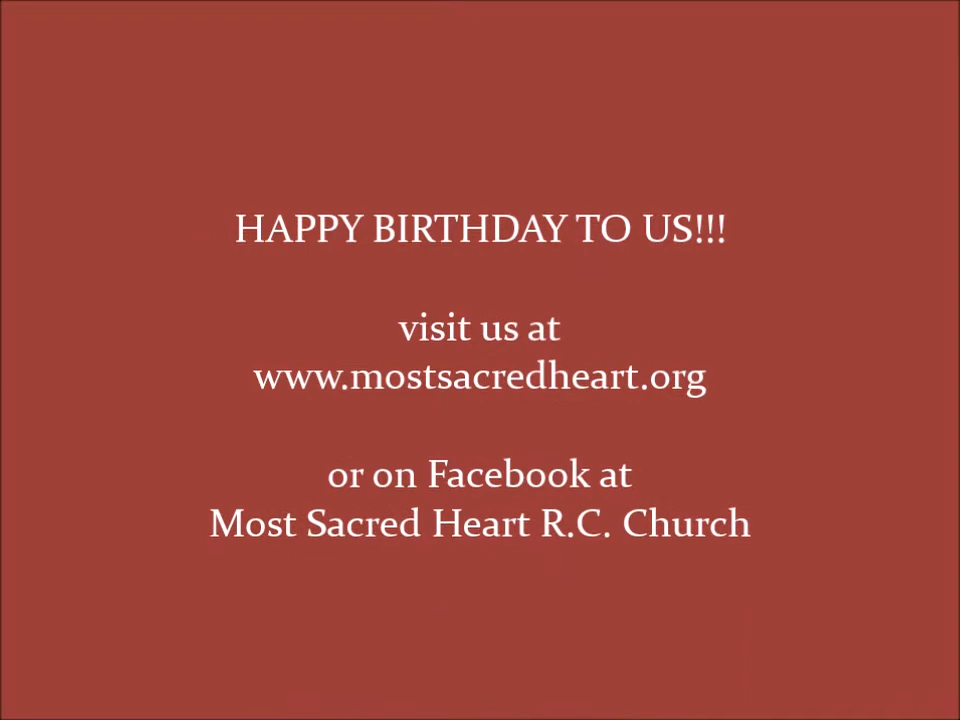 HAPPY BIRTHDAY TO US!!!
visit us at
www.mostsacredheart.org
or on Facebook at
Most Sacred Heart R.C. Church